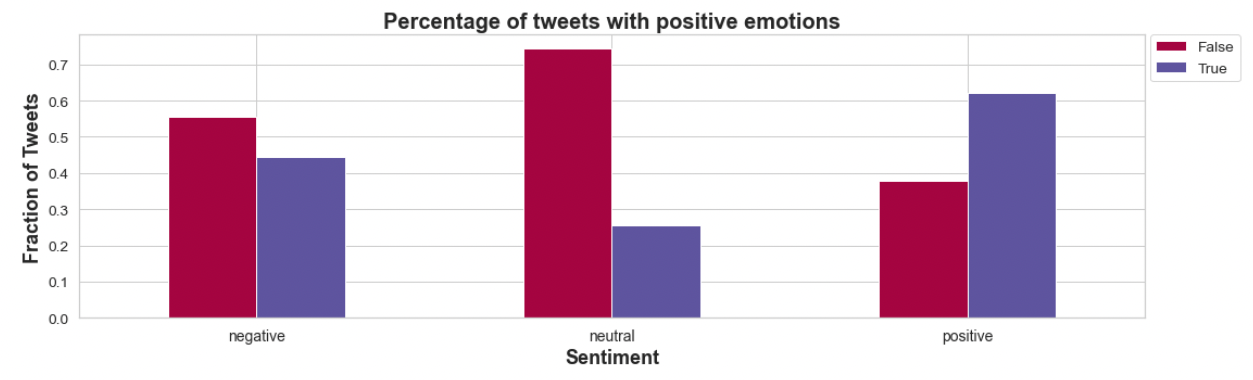 Percentage of tweets with positive emotions
False
True
Fraction of Tweets
0.7
0.6
0.5
0.4
0.3
0.2
0.1
0.0
negative
neutral
positive
Sentiment